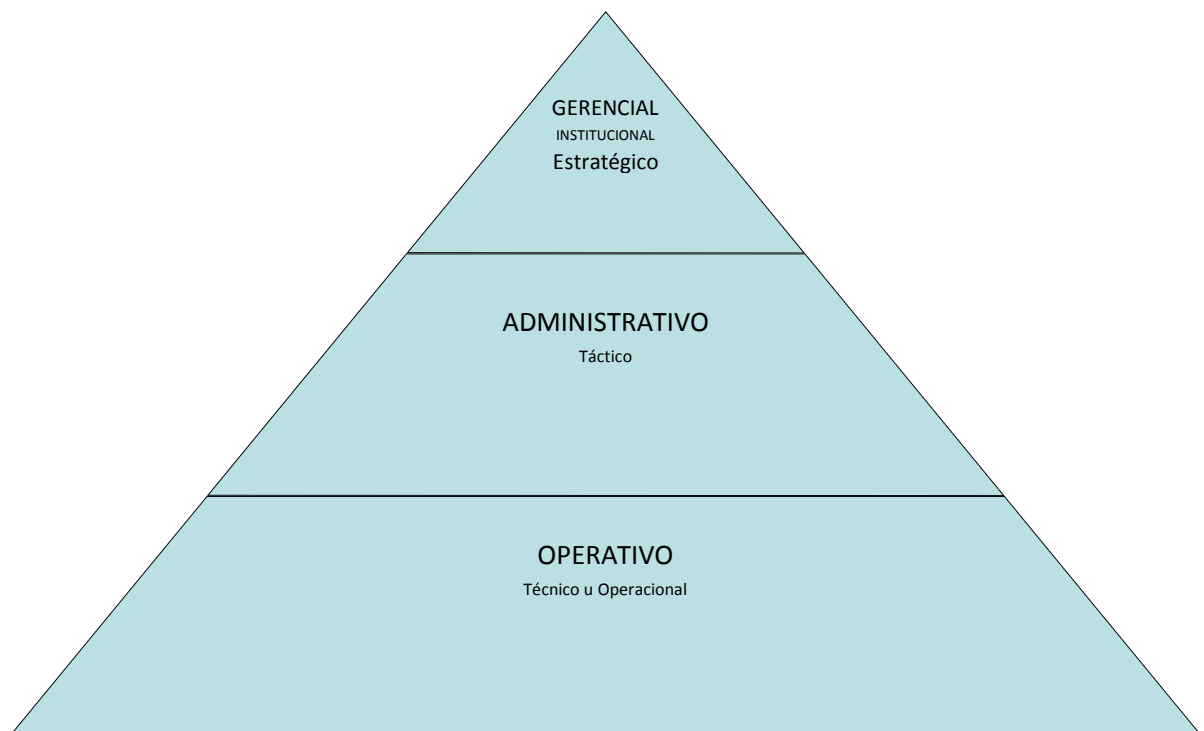 GERENCIAL
INSTITUCIONAL
Estratégico
ADMINISTRATIVO
Táctico
OPERATIVO
Técnico u Operacional